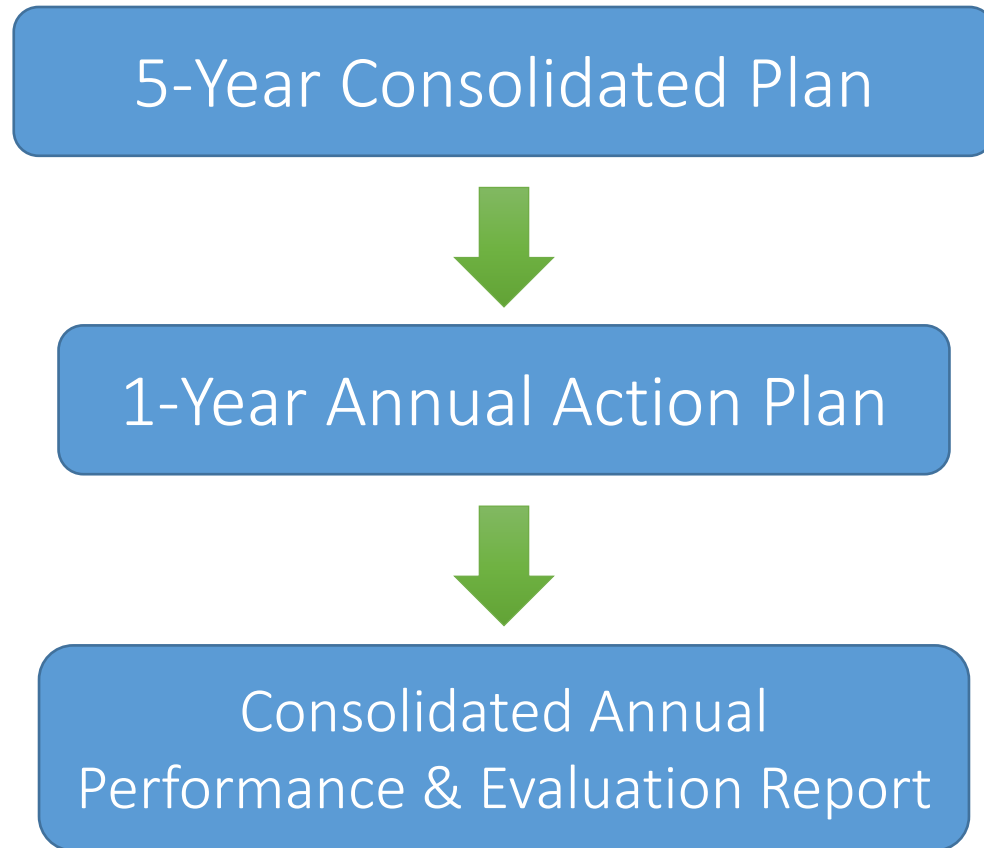 5-Year Consolidated Plan
1-Year Annual Action Plan
Consolidated Annual
Performance & Evaluation Report